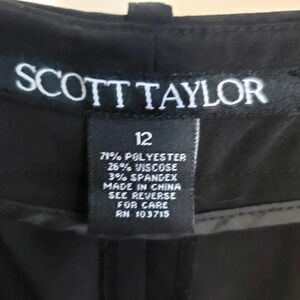 SCOTT TAYLOR
12
71% POLYESTER
26% VISCOSE
3% SPANDEX
MADE IN CHINA
SEE REVERSE
FOR CARE
RN 103715